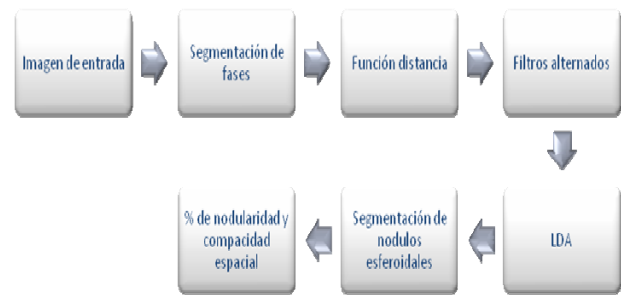 Imagen de entrada
Segmentación de
fases
Función distancia
Filtros alternados
LDA
Segmentación de
nodulos
esferoidales
% de nodularidad y
compacidad
espacial